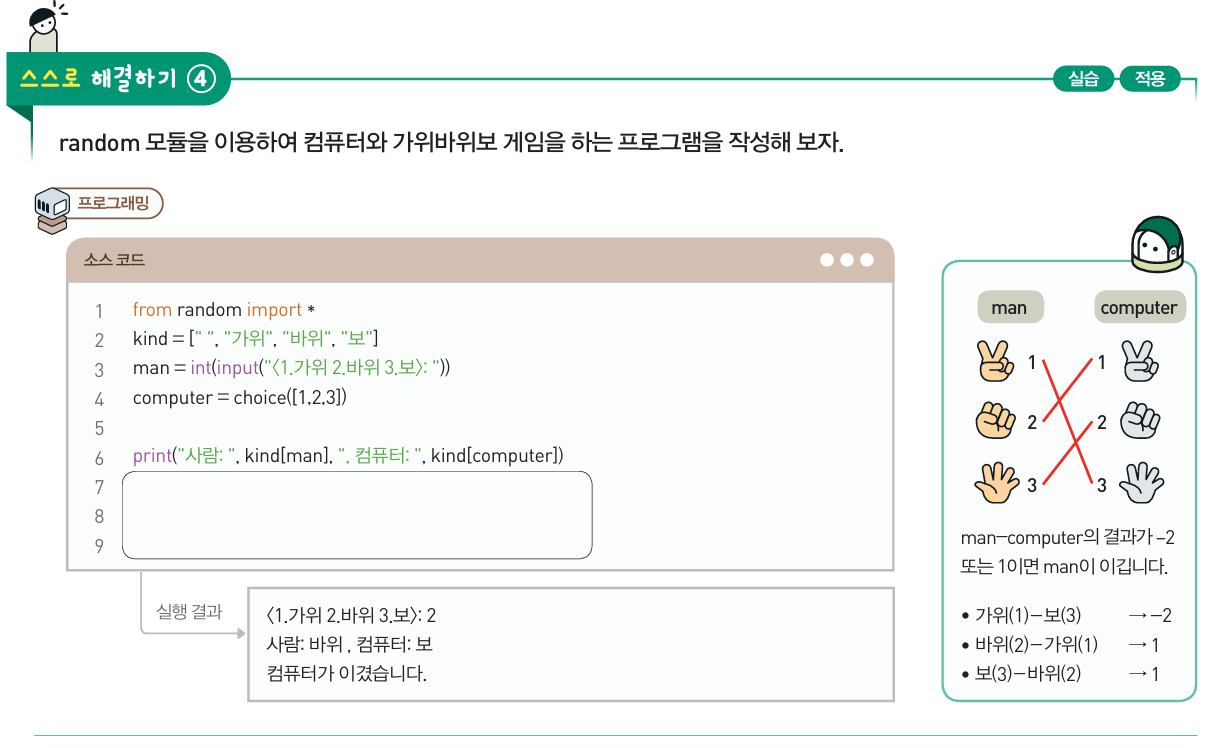 스스로 해결하기 ④
실습 적용
random 모듈을 이용하여 컴퓨터와 가위바위보 게임을 하는 프로그램을 작성해 보자.
프로그래밍
소스 코드
1 from random import *
2 kind = [" ", "가위", "바위", "보"]
3 man = int(input("〈1.가위 2.바위 3.보〉: "))
4 computer = choice([1,2,3])
5
6 print("사람: ", kind[man], ", 컴퓨터: ", kind[computer])
7
8
9
실행 결과
〈1.가위 2.바위 3.보〉: 2
사람: 바위 , 컴퓨터: 보
컴퓨터가 이겼습니다.
man computer
1 1
2 2
3 3
man-computer의 결과가 -2
또는 1이면 man이 이깁니다.
• 가위(1)-보(3) → -2
• 바위(2)-가위(1) → 1
• 보(3)-바위(2) → 1